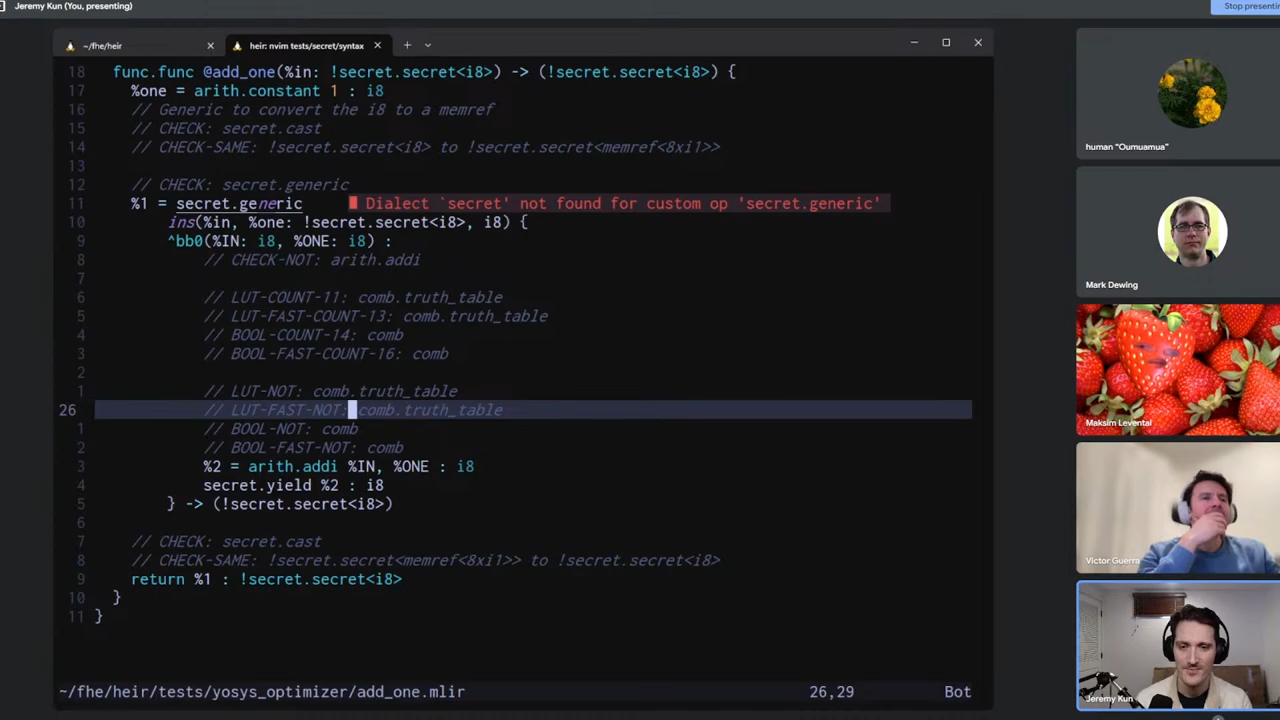 Jeremy Kun (You, presenting)
Stop presenting
~/fhe/heir
heir: nvim tests/secret/syntax
18 func.func @add_one(%in: !secret.secret<i8>) -> (!secret.secret<i8>) {
17 %one = arith.constant 1 : i8
16 // Generic to convert the i8 to a memref
15 // CHECK: secret.cast
14 // CHECK-SAME: !secret.secret<i8> to !secret.secret<memref<8xi1>>
13
12 // CHECK: secret.generic
11 %1 = secret.generic Dialect `secret' not found for custom op 'secret.generic'
10 ins(%in, %one: !secret.secret<i8>, i8) {
9 ^bb0(%IN: i8, %ONE: i8) :
8 // CHECK-NOT: arith.addi
7
6 // LUT-COUNT-11: comb.truth_table
5 // LUT-FAST-COUNT-13: comb.truth_table
4 // BOOL-COUNT-14: comb
3 // BOOL-FAST-COUNT-16: comb
2
1 // LUT-NOT: comb.truth_table
26 // LUT-FAST-NOT: comb.truth_table
1 // BOOL-NOT: comb
2 // BOOL-FAST-NOT: comb
3 %2 = arith.addi %IN, %ONE : i8
4 secret.yield %2 : i8
5 } -> (!secret.secret<i8>)
6
7 // CHECK: secret.cast
8 // CHECK-SAME: !secret.secret<memref<8xi1>> to !secret.secret<i8>
9 return %1 : !secret.secret<i8>
10 }
11 }
~/fhe/heir/tests/yosys_optimizer/add_one.mlir 26,29 Bot
human "Oumuamua"
Mark Dewing
Maksim Levental
Victor Guerra
Jeremy Kun